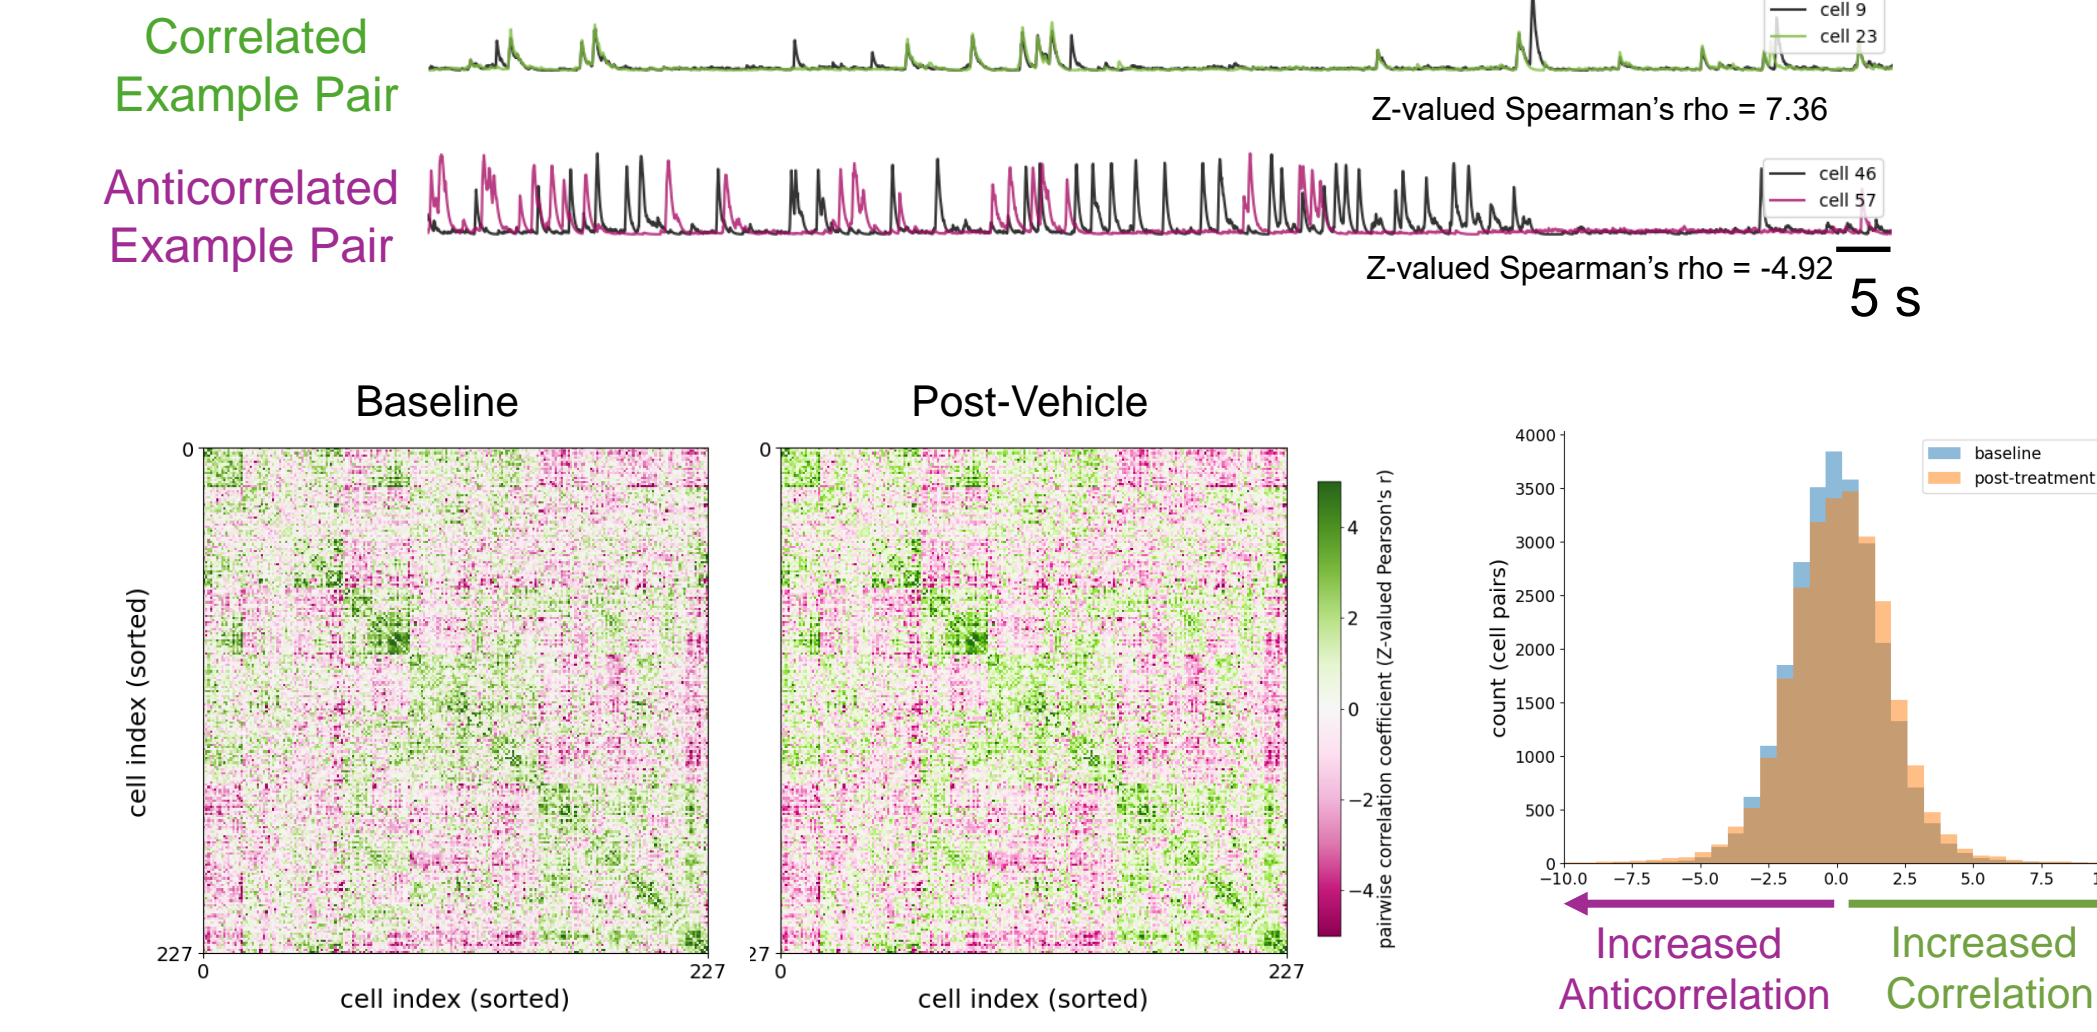 Correlated
Example Pair
cell 9
cell 23
Z-valued Spearman's rho = 7.36
Anticorrelated
Example Pair
cell 46
cell 57
Z-valued Spearman's rho = -4.92
5 s
Baseline
Post-Vehicle
0
227
0
227
cell index (sorted)
cell index (sorted)
0
27
0
227
cell index (sorted)
4
2
0
−2
−4
pairwise correlation coefficient (Z-valued Pearson's r)
4000
3500
3000
2500
2000
1500
1000
500
0
count (cell pairs)
baseline
post-treatment
−10.0
−7.5
−5.0
−2.5
0.0
2.5
5.0
7.5
1
Increased
Anticorrelation
Increased
Correlation